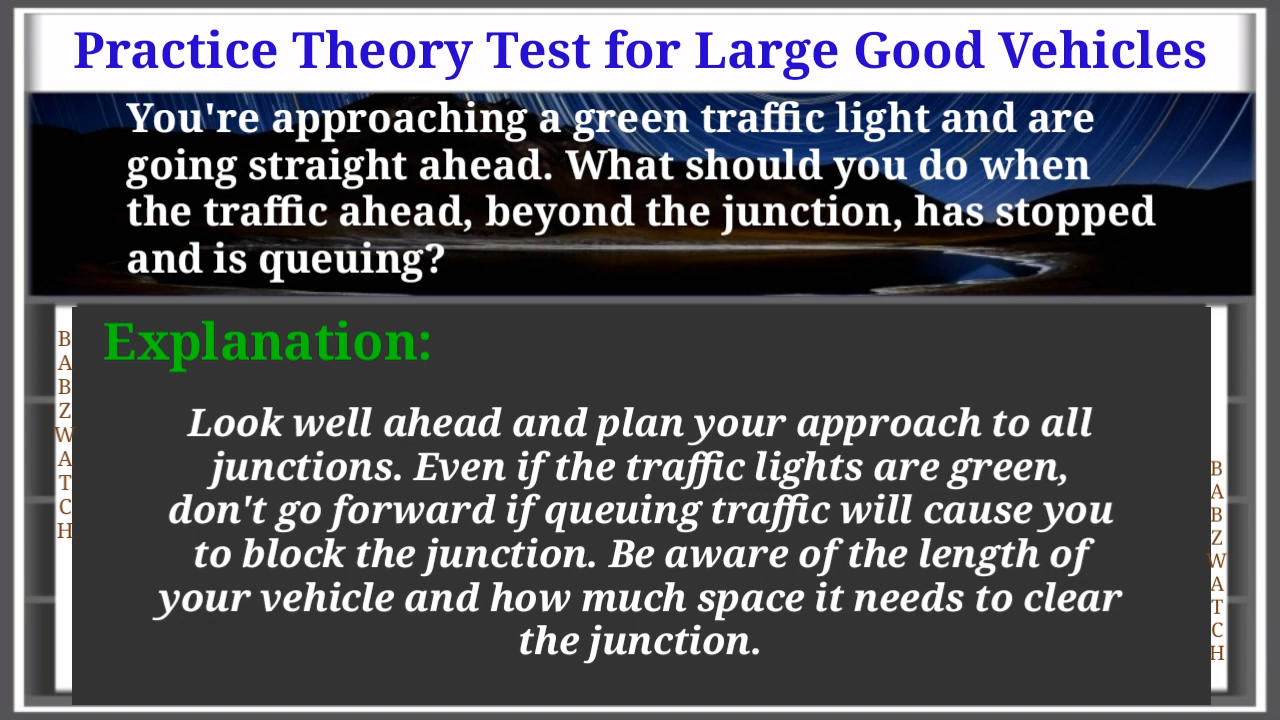 Practice Theory Test for Large Good Vehicles
You're approaching a green traffic light and are
going straight ahead. What should you do when
the traffic ahead, beyond the junction, has stopped
and is queuing?
Explanation:
Look well ahead and plan your approach to all
junctions. Even if the traffic lights are green,
don't go forward if queuing traffic will cause you
to block the junction. Be aware of the length of
your vehicle and how much space it needs to clear
the junction.
BABZWATCH
BABZWATCH